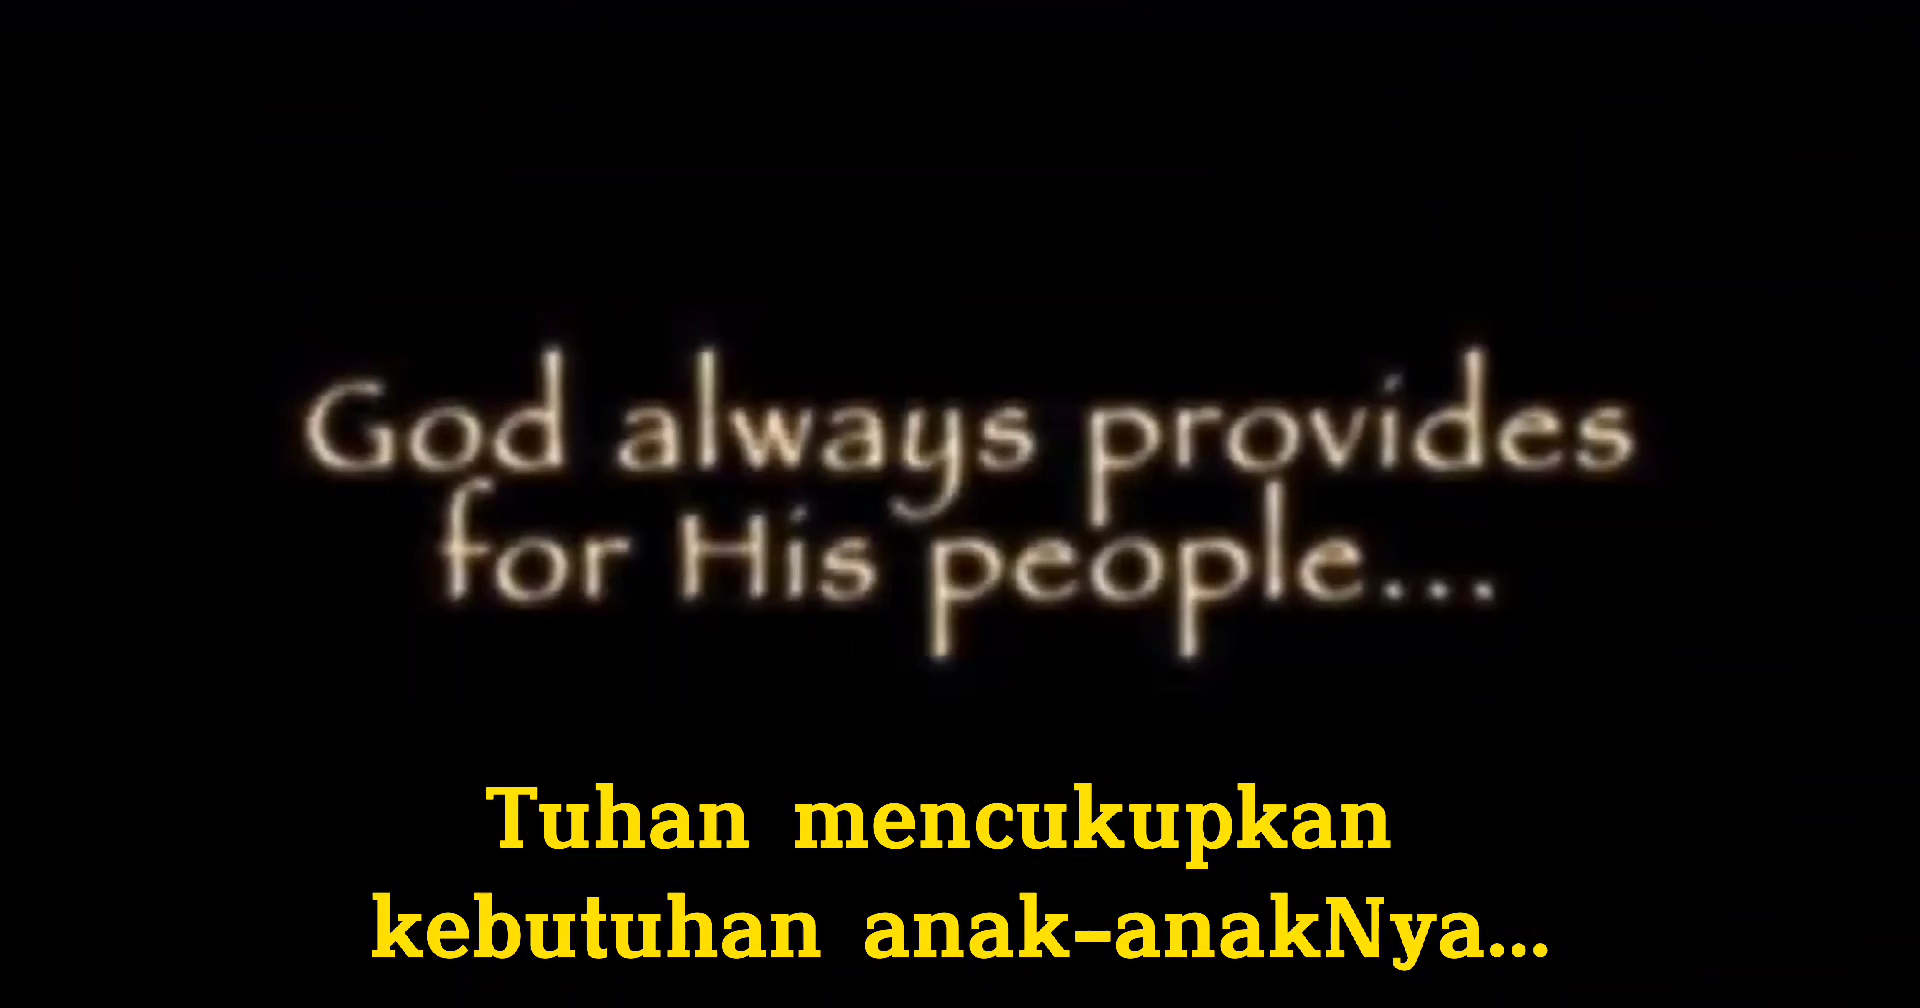 God always provides
for His people...
Tuhan mencukupkan
kebutuhan anak-anakNya...